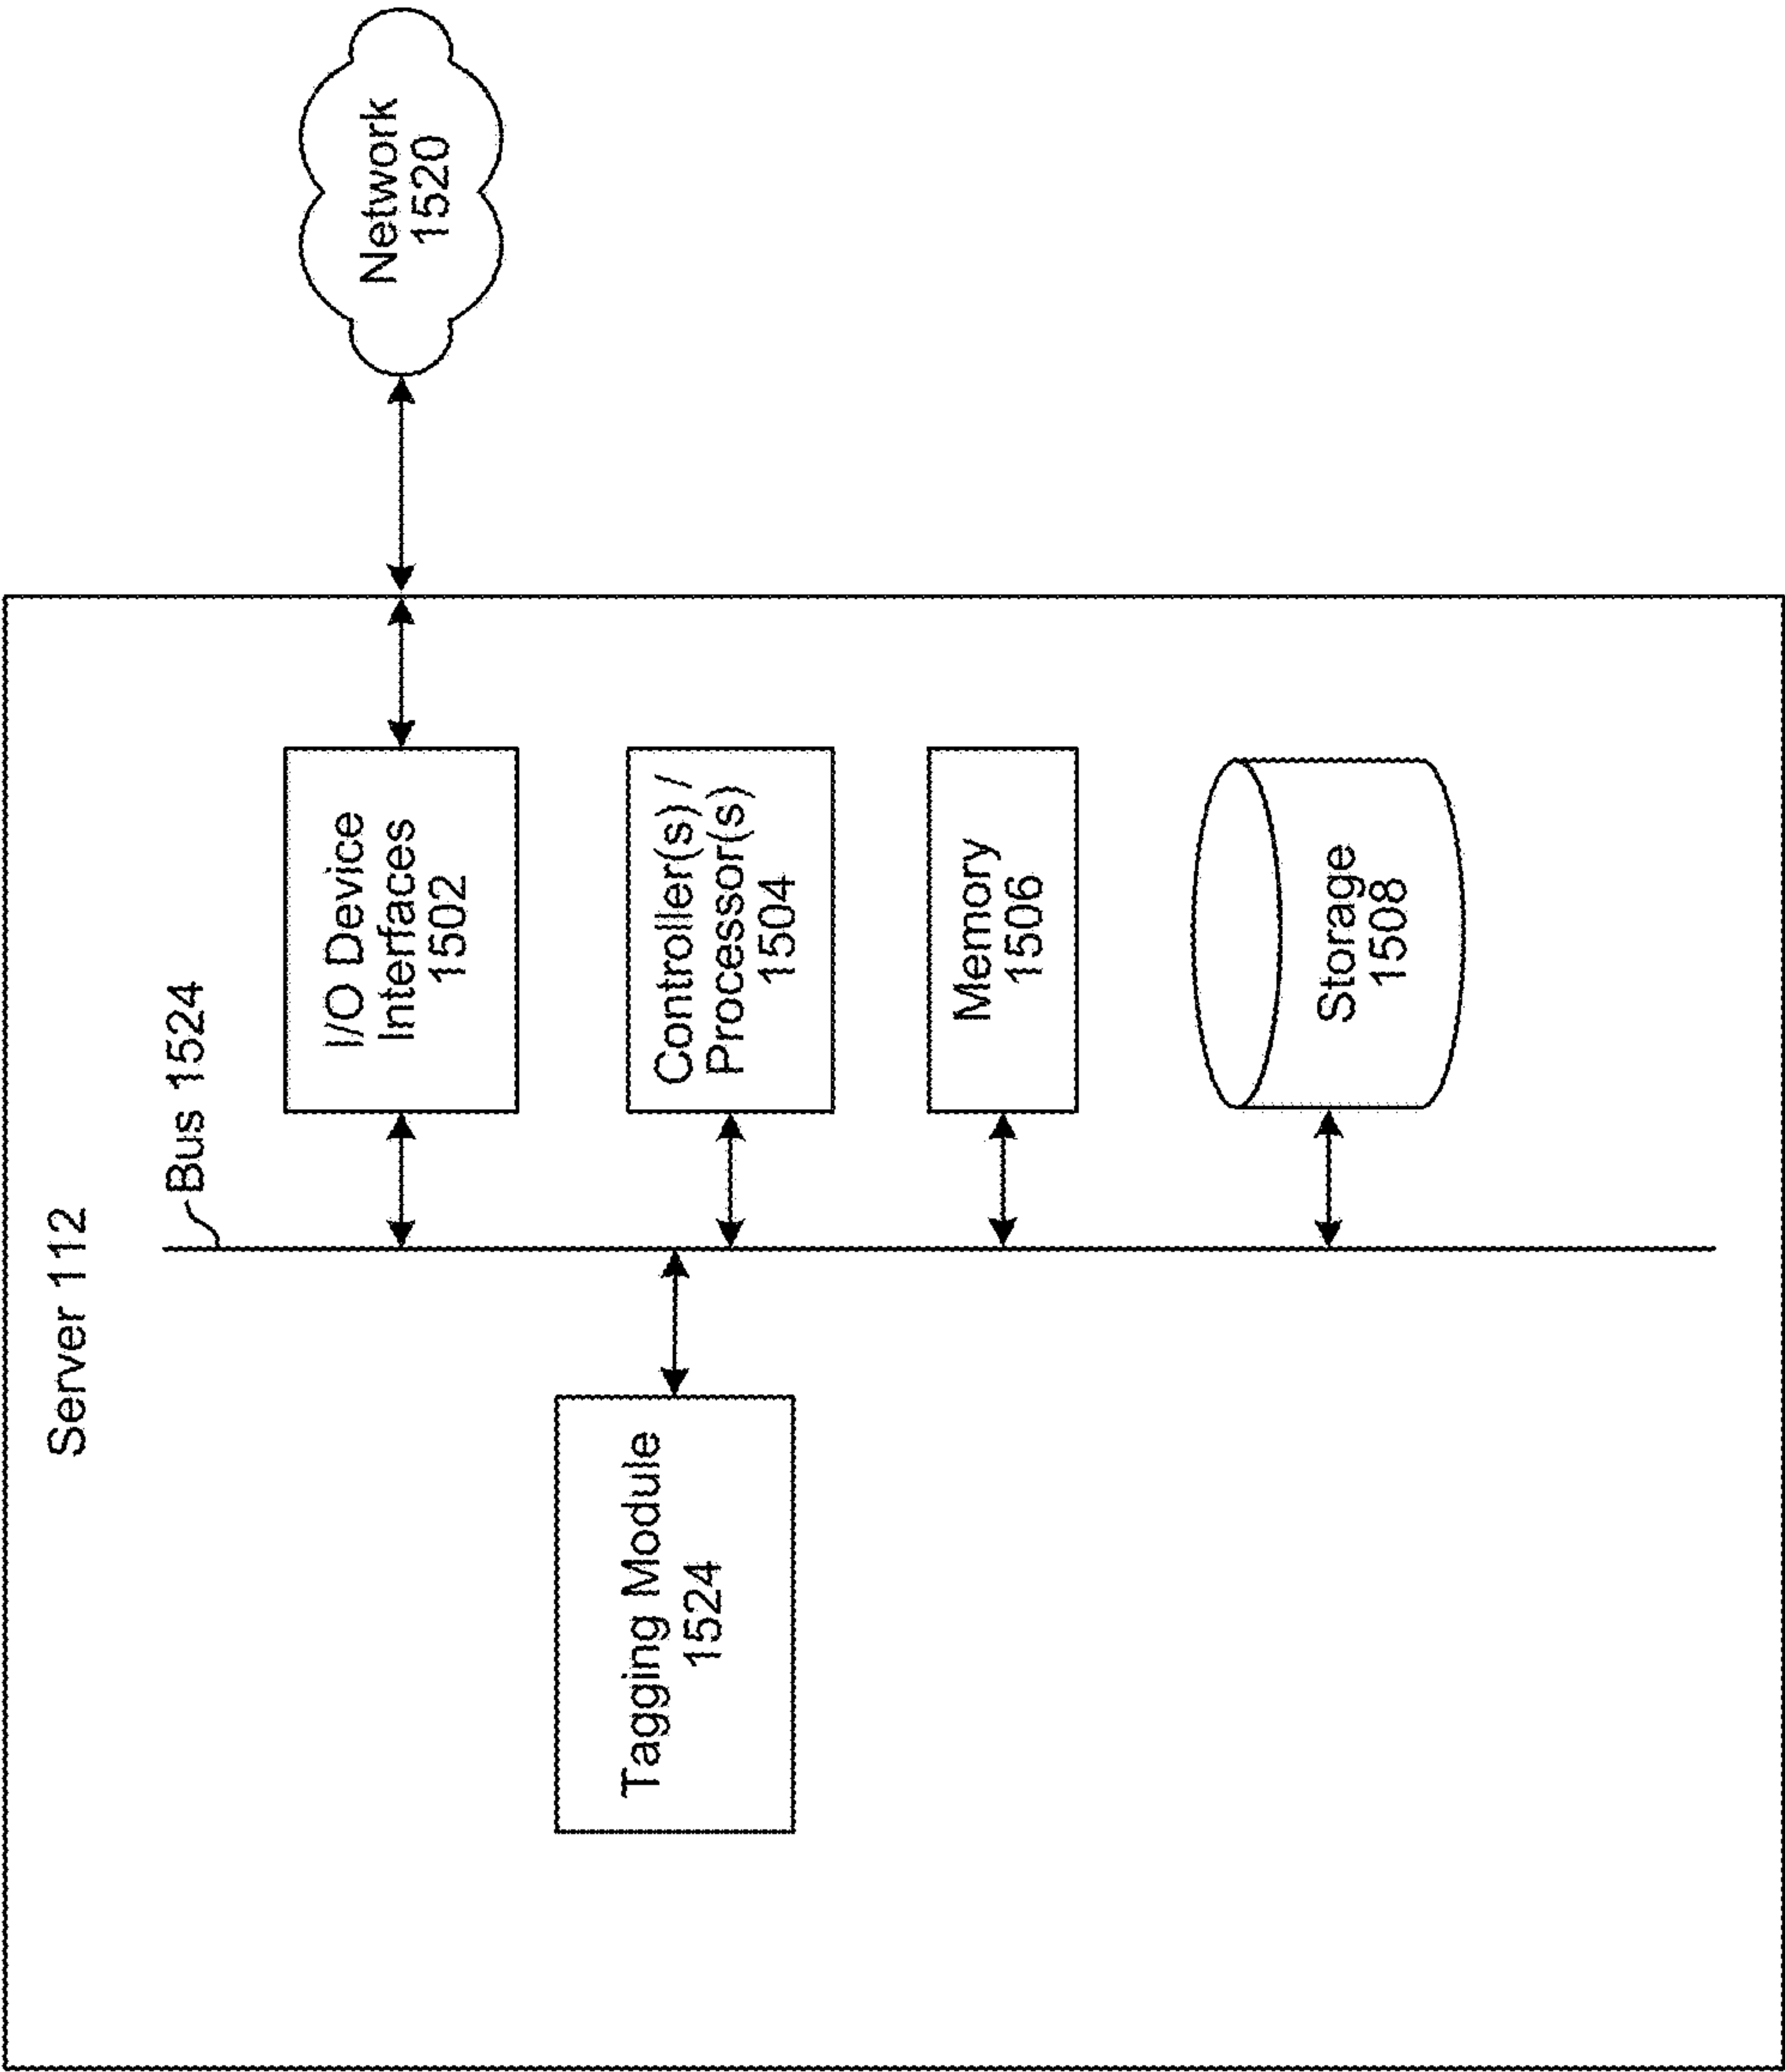 Server 112
Bus 1524
I/O Device
Interfaces
1502
Network
1520
Tagging Module
1524
Controller(s) /
Processor(s)
1504
Memory
1506
Storage
1508